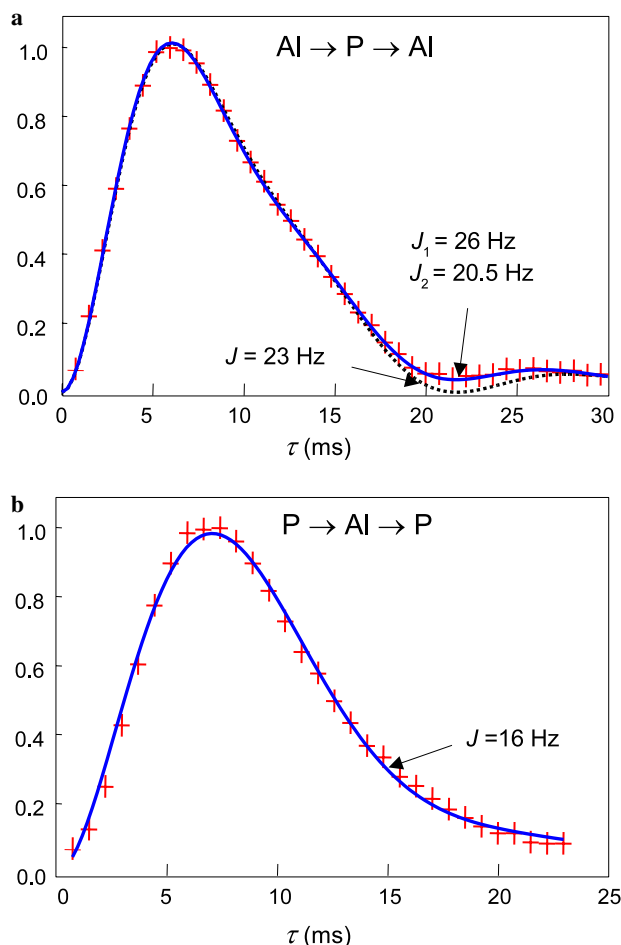 a
Al → P → Al
1.0
0.8
0.6
J₁ = 26 Hz
J₂ = 20.5 Hz
0.4
0.2
J = 23 Hz
0.0
0 5 10 15 20 25 30
τ (ms)
b
P → Al → P
1.0
0.8
0.6
0.4
J =16 Hz
0.2
0.0
0 5 10 15 20 25
τ (ms)